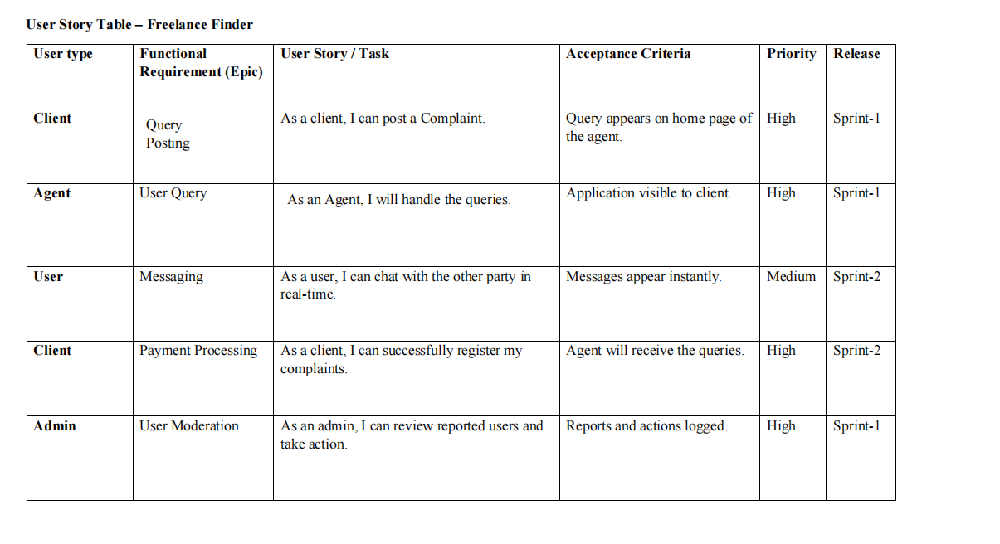 User Story Table – Freelance Finder
User type Functional Requirement (Epic) User Story / Task Acceptance Criteria Priority Release
Client Query Posting As a client, I can post a Complaint. Query appears on home page of the agent. High Sprint-1
Agent User Query As an Agent, I will handle the queries. Application visible to client. High Sprint-1
User Messaging As a user, I can chat with the other party in real-time. Messages appear instantly. Medium Sprint-2
Client Payment Processing As a client, I can successfully register my complaints. Agent will receive the queries. High Sprint-2
Admin User Moderation As an admin, I can review reported users and take action. Reports and actions logged. High Sprint-1